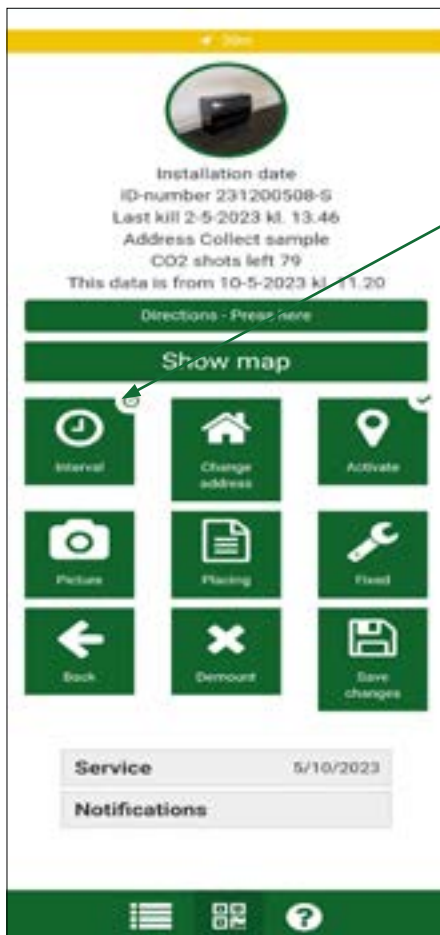 20m
Installation date
ID-number 231200508-S
Last kill 2-5-2023 kl. 13.46
Address Collect sample
CO2 shots left 79
This data is from 10-5-2023 kl. 11.20
Directions - Press here
Show map
Interval
Change address
Activate
Picture
Placing
Fixed
Back
Demount
Save changes
Service 5/10/2023
Notifications